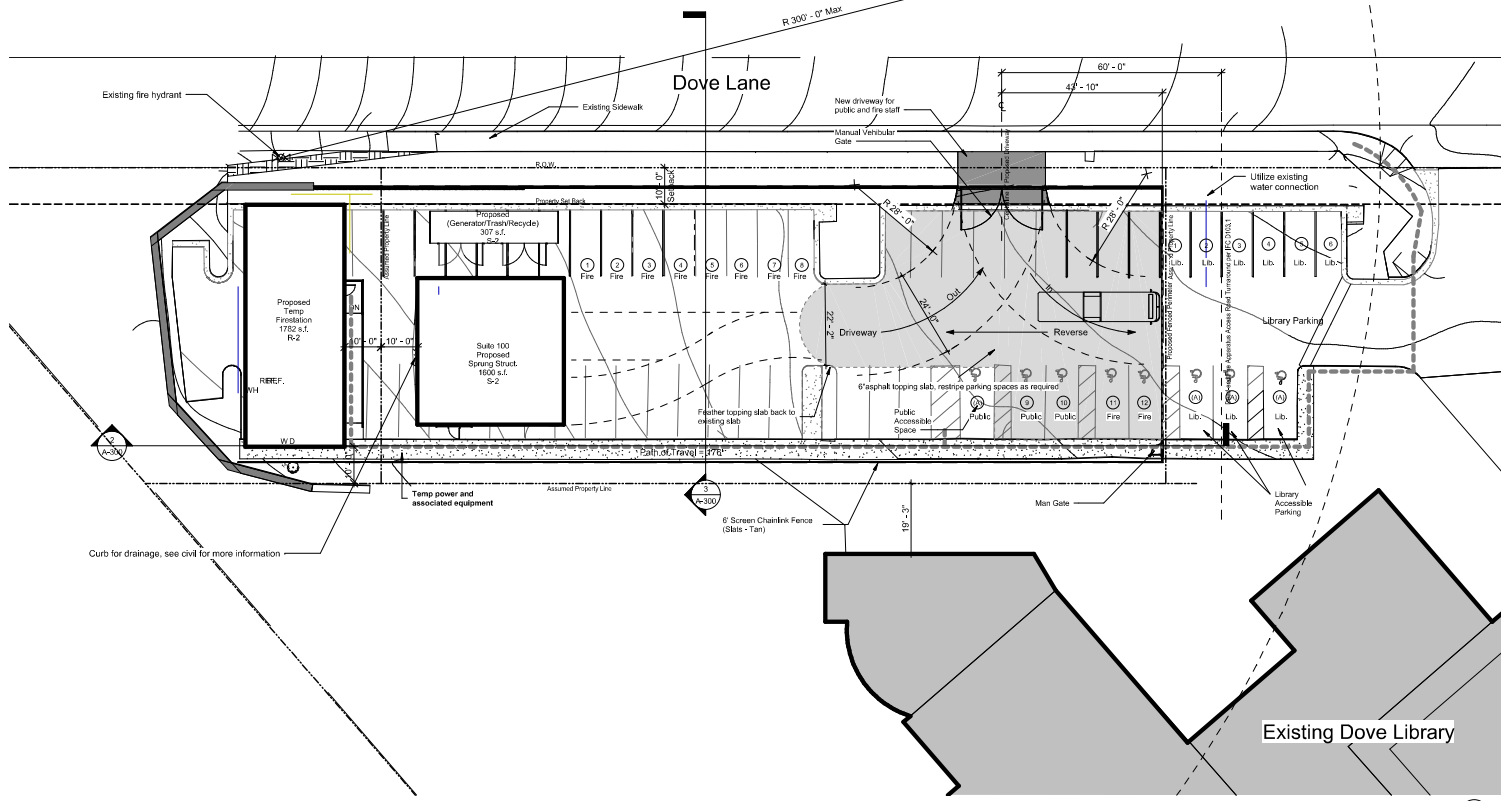 R 300' - 0" Max
Dove Lane
60' - 0"
43' - 10"
Existing fire hydrant
Existing Sidewalk
New driveway for
public and fire staff
Manual Vehibular
Gate
R.O.W.
10' - 0"
Setback
Property Set Back
Utilize existing
water connection
Assumed Property Line
Proposed
(Generator/Trash/Recycle)
307 s.f.
S-2
R 28' - 0"
R 28' - 0"
1
Fire
2
Fire
3
Fire
4
Fire
5
Fire
6
Fire
7
Fire
8
Fire
1
Lib.
2
Lib.
3
Lib.
4
Lib.
5
Lib.
6
Lib.
Proposed
Temp
Firestation
1782 s.f.
R-2
Suite 100
Proposed
Sprung Struct.
1600 s.f.
S-2
10' - 0"
10' - 0"
22' - 2"
24' - 0"
Driveway
Out
In
Reverse
Library Parking
REF.
WH
W D
6"asphalt topping slab, restripe parking spaces as required
Feather topping slab back to
existing slab
Public
Accessible
Space
(A)
Public
9
Public
10
Public
11
Fire
12
Fire
(A)
Lib.
(A)
Lib.
(A)
Lib.
2
A-300
Path of Travel = 176'
Temp power and
associated equipment
Assumed Property Line
3
A-300
6' Screen Chainlink Fence
(Slats - Tan)
19' - 3"
Man Gate
Library
Accessible
Parking
Curb for drainage, see civil for more information
Existing Dove Library